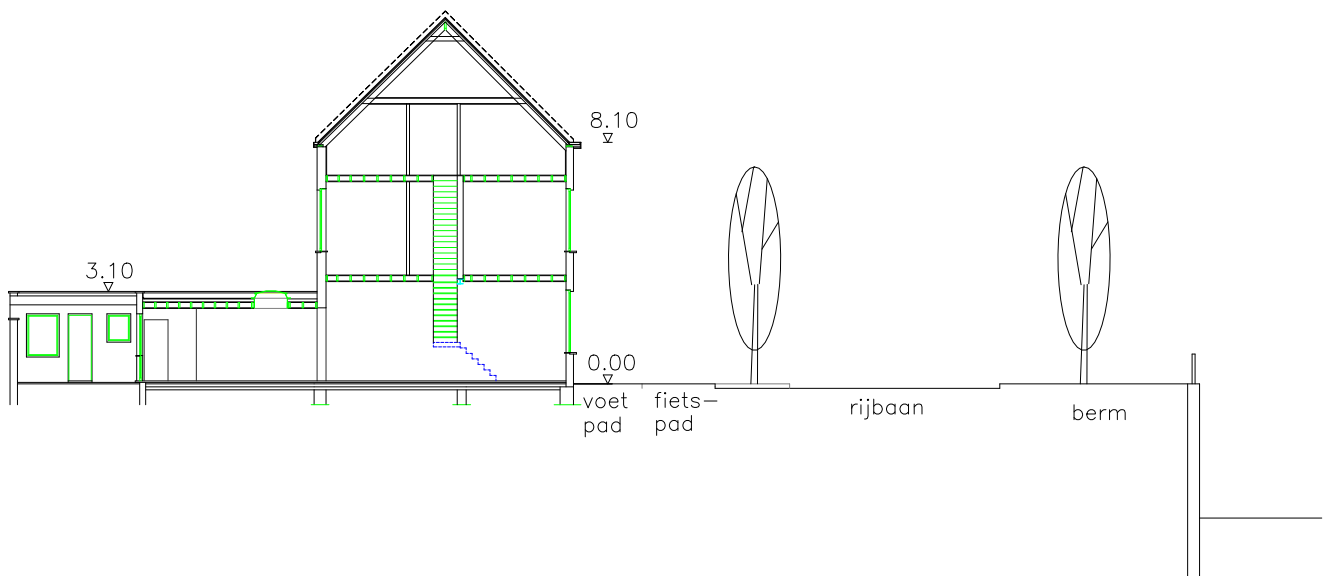 8.10
3.10
0.00
voet
pad
fiets-
pad
rijbaan
berm